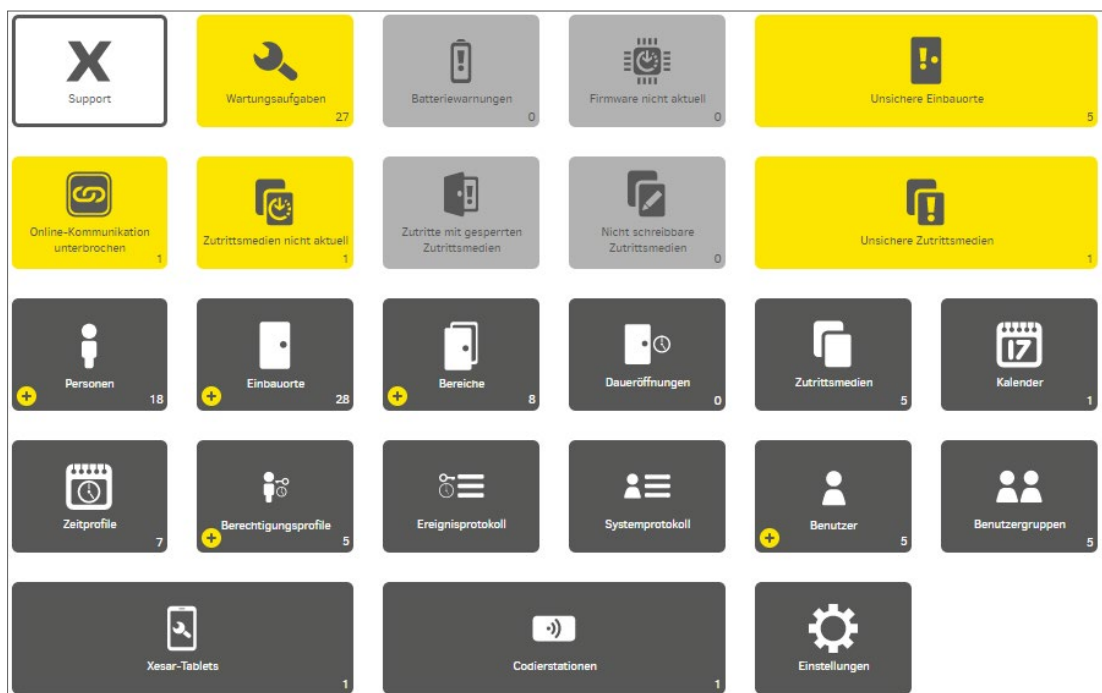 X
Support
Wartungsaufgaben
27
Batteriewarnungen
0
Firmware nicht aktuell
0
Unsichere Einbauorte
5
Online-Kommunikation
unterbrochen
1
Zutrittsmedien nicht aktuell
1
Zutritte mit gesperrten
Zutrittsmedien
Nicht schreibbare
Zutrittsmedien
0
Unsichere Zutrittsmedien
1
Personen
18
Einbauorte
28
Bereiche
8
Daueröffnungen
0
Zutrittsmedien
5
17
Kalender
1
Zeitprofile
7
Berechtigungsprofile
5
Ereignisprotokoll
Systemprotokoll
Benutzer
5
Benutzergruppen
5
Xesar-Tablets
1
Codierstationen
1
Einstellungen